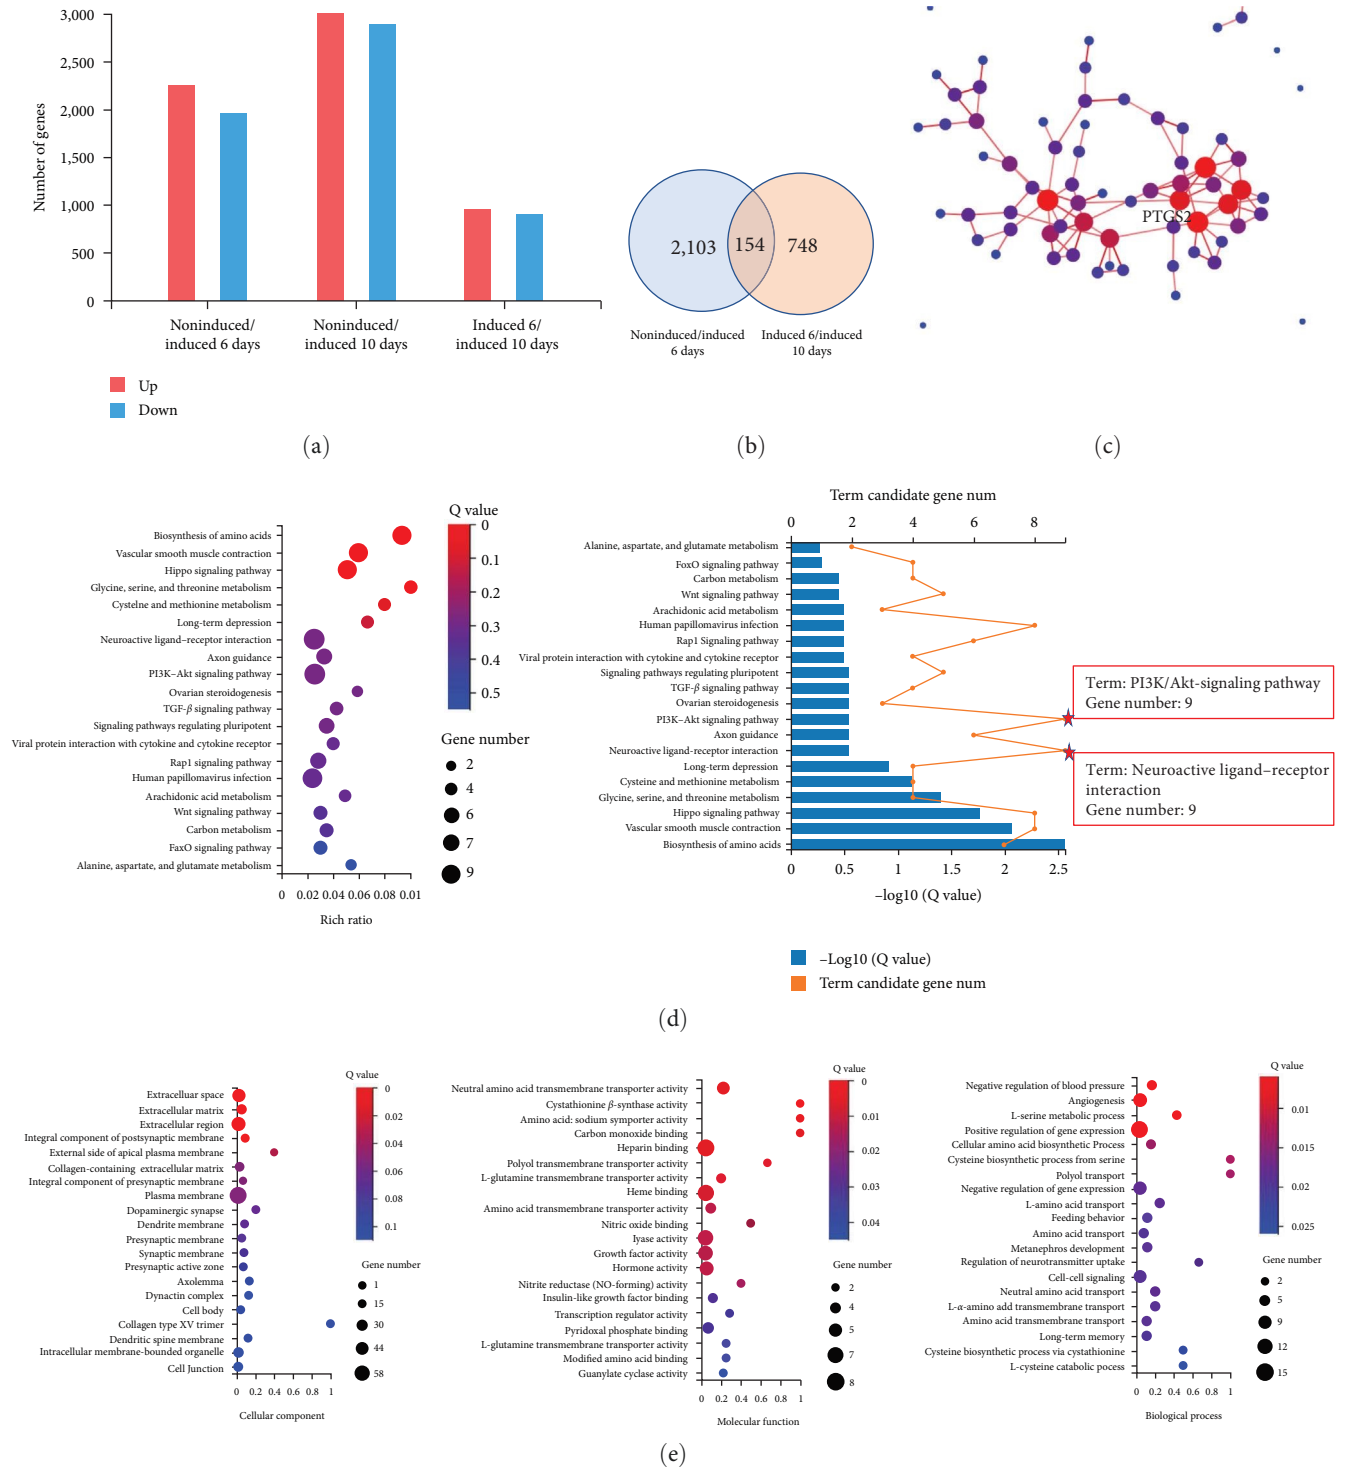 3,000
2,500
2,000
1,500
1,000
500
0
Number of genes
Noninduced/
induced 6 days
Noninduced/
induced 10 days
Induced 6/
induced 10 days
Up
Down
(a)
2,103
154
748
Noninduced/induced
6 days
Induced 6/induced
10 days
(b)
PTGS2
(c)
Biosynthesis of amino acids
Vascular smooth muscle contraction
Hippo signaling pathway
Glycine, serine, and threonine metabolism
Cystelne and methionine metabolism
Long-term depression
Neuroactive ligand–receptor interaction
Axon guidance
PI3K–Akt signaling pathway
Ovarian steroidogenesis
TGF-β signaling pathway
Signaling pathways regulating pluripotent
Viral protein interaction with cytokine and cytokine receptor
Rap1 signaling pathway
Human papillomavirus infection
Arachidonic acid metabolism
Wnt signaling pathway
Carbon metabolism
FaxO signaling pathway
Alanine, aspartate, and glutamate metabolism
0 0.02 0.04 0.06 0.08 0.01
Rich ratio
Q value
0
0.1
0.2
0.3
0.4
0.5
Gene number
2
4
6
7
9
Term candidate gene num
0 2 4 6 8
Alanine, aspartate, and glutamate metabolism
FoxO signaling pathway
Carbon metabolism
Wnt signaling pathway
Arachidonic acid metabolism
Human papillomavirus infection
Rap1 Signaling pathway
Viral protein interaction with cytokine and cytokine receptor
Signaling pathways regulating pluripotent
TGF-β signaling pathway
Ovarian steroidogenesis
PI3K–Akt signaling pathway
Axon guidance
Neuroactive ligand-receptor interaction
Long-term depression
Cysteine and methionine metabolism
Glycine, serine, and threonine metabolism
Hippo signaling pathway
Vascular smooth muscle contraction
Biosynthesis of amino acids
0 0.5 1 1.5 2 2.5
–log10 (Q value)
Term: PI3K/Akt-signaling pathway
Gene number: 9
Term: Neuroactive ligand–receptor
interaction
Gene number: 9
–Log10 (Q value)
Term candidate gene num
(d)
Extracelluar space
Extracellular matrix
Extracellular region
Integral component of postsynaptic membrane
External side of apical plasma membrane
Collagen-containing extracellular matrix
Integral component of presynaptic membrane
Plasma membrane
Dopaminergic synapse
Dendrite membrane
Presynaptic membrane
Synaptic membrane
Presynaptic active zone
Axolemma
Dynactin complex
Cell body
Collagen type XV trimer
Dendritic spine membrane
Intracellular membrane-bounded organelle
Cell Junction
0 0.2 0.4 0.6 0.8 1
Cellular component
Q value
0
0.02
0.04
0.06
0.08
0.1
Gene number
1
15
30
44
58
Neutral amino acid transmembrane transporter activity
Cystathionine β-synthase activity
Amino acid: sodium symporter activity
Carbon monoxide binding
Heparin binding
Polyol transmembrane transporter activity
L-glutamine transmembrane transporter activity
Heme binding
Amino acid transmembrane transporter activity
Nitric oxide binding
Iyase activity
Growth factor activity
Hormone activity
Nitrite reductase (NO-forming) activity
Insulin-like growth factor binding
Transcription regulator activity
Pyridoxal phosphate binding
L-glutamine transmembrane transporter activity
Modified amino acid binding
Guanylate cyclase activity
0 0.2 0.4 0.6 0.8 1
Molecular function
0
0.01
0.02
0.03
0.04
Gene number
2
4
5
7
8
Negative regulation of blood pressure
Angiogenesis
L-serine metabolic process
Positive regulation of gene expression
Cellular amino acid biosynthetic Process
Cysteine biosynthetic process from serine
Polyol transport
Negative regulation of gene expression
L-amino acid transport
Feeding behavior
Amino acid transport
Metanephros development
Regulation of neurotransmitter uptake
Cell-cell signaling
Neutral amino acid transport
L-α-amino add transmembrane transport
Amino acid transmembrane transport
Long-term memory
Cysteine biosynthetic process via cystathionine
L-cysteine catabolic pocess
0 0.2 0.4 0.6 0.8 1
Biological process
Q value
0.01
0.015
0.02
0.025
Gene number
2
5
9
12
15
(e)